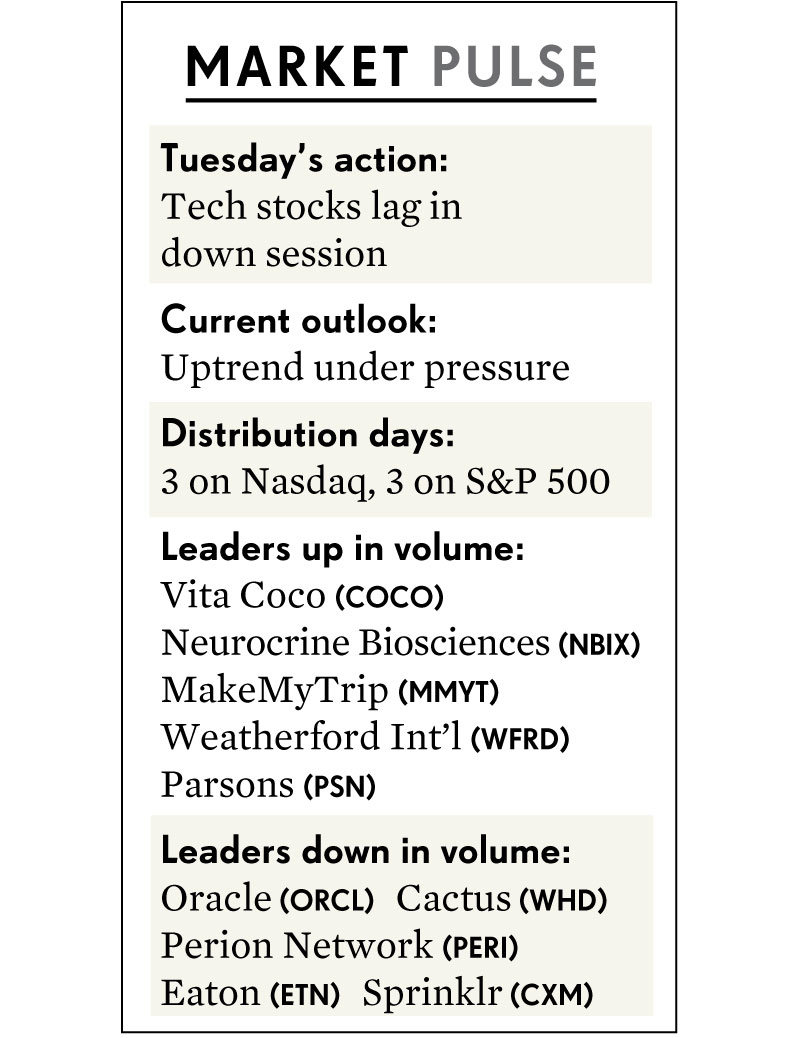 MARKET PULSE
Tuesday’s action:
Tech stocks lag in
down session
Current outlook:
Uptrend under pressure
Distribution days:
3 on Nasdaq, 3 on S&P 500
Leaders up in volume:
Vita Coco (COCO)
Neurocrine Biosciences (NBIX)
MakeMyTrip (MMYT)
Weatherford Int’l (WFRD)
Parsons (PSN)
Leaders down in volume:
Oracle (ORCL) Cactus (WHD)
Perion Network (PERI)
Eaton (ETN) Sprinklr (CXM)